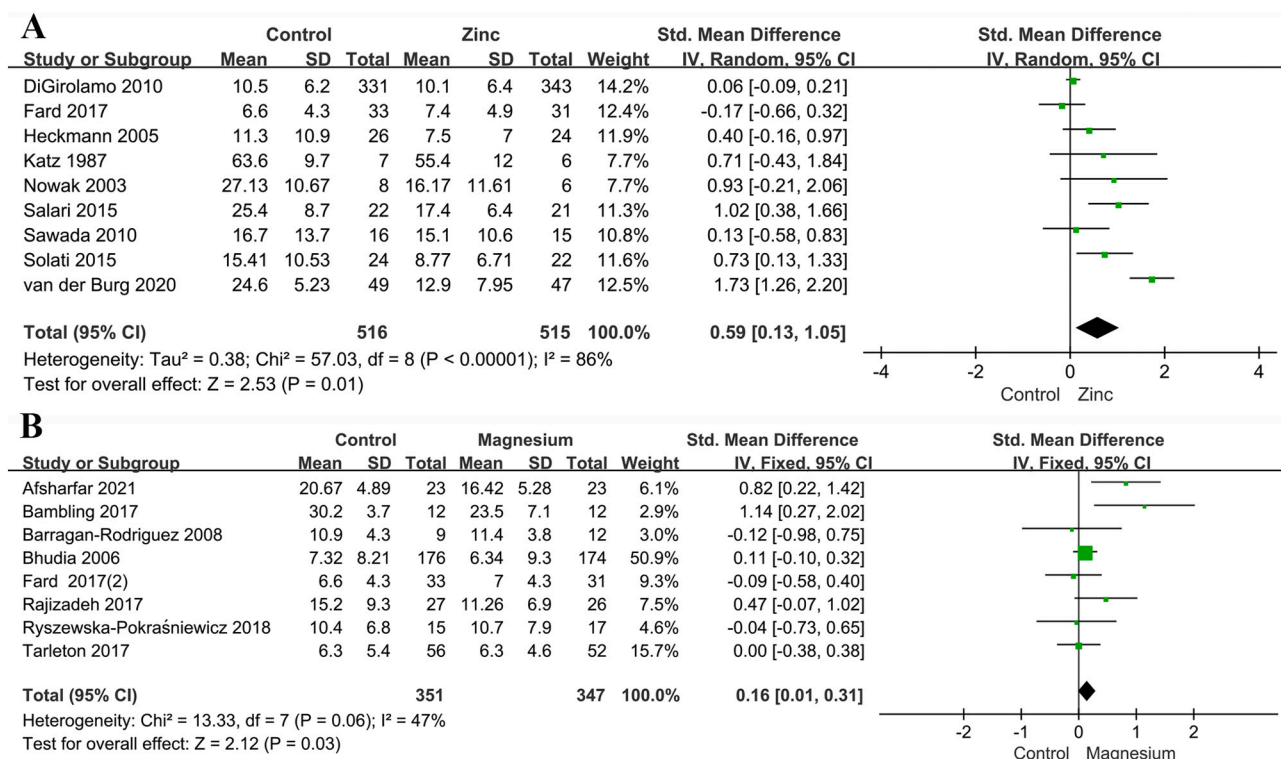 A
Control Zinc Std. Mean Difference Std. Mean Difference
Study or Subgroup Mean SD Total Mean SD Total Weight IV, Random, 95% CI IV, Random, 95% CI
DiGirolamo 2010 10.5 6.2 331 10.1 6.4 343 14.2% 0.06 [-0.09, 0.21]
Fard 2017 6.6 4.3 33 7.4 4.9 31 12.4% -0.17 [-0.66, 0.32]
Heckmann 2005 11.3 10.9 26 7.5 7 24 11.9% 0.40 [-0.16, 0.97]
Katz 1987 63.6 9.7 7 55.4 12 6 7.7% 0.71 [-0.43, 1.84]
Nowak 2003 27.13 10.67 8 16.17 11.61 6 7.7% 0.93 [-0.21, 2.06]
Salari 2015 25.4 8.7 22 17.4 6.4 21 11.3% 1.02 [0.38, 1.66]
Sawada 2010 16.7 13.7 16 15.1 10.6 15 10.8% 0.13 [-0.58, 0.83]
Solati 2015 15.41 10.53 24 8.77 6.71 22 11.6% 0.73 [0.13, 1.33]
van der Burg 2020 24.6 5.23 49 12.9 7.95 47 12.5% 1.73 [1.26, 2.20]
Total (95% CI) 516 515 100.0% 0.59 [0.13, 1.05]
Heterogeneity: Tau² = 0.38; Chi² = 57.03, df = 8 (P < 0.00001); I² = 86%
Test for overall effect: Z = 2.53 (P = 0.01)
-4 -2 0 2 4
Control Zinc
B
Control Magnesium Std. Mean Difference Std. Mean Difference
Study or Subgroup Mean SD Total Mean SD Total Weight IV, Fixed, 95% CI IV, Fixed, 95% CI
Afsharfar 2021 20.67 4.89 23 16.42 5.28 23 6.1% 0.82 [0.22, 1.42]
Bambling 2017 30.2 3.7 12 23.5 7.1 12 2.9% 1.14 [0.27, 2.02]
Barragan-Rodriguez 2008 10.9 4.3 9 11.4 3.8 12 3.0% -0.12 [-0.98, 0.75]
Bhudia 2006 7.32 8.21 176 6.34 9.3 174 50.9% 0.11 [-0.10, 0.32]
Fard 2017(2) 6.6 4.3 33 7 4.3 31 9.3% -0.09 [-0.58, 0.40]
Rajizadeh 2017 15.2 9.3 27 11.26 6.9 26 7.5% 0.47 [-0.07, 1.02]
Ryszewska-Pokraśniewicz 2018 10.4 6.8 15 10.7 7.9 17 4.6% -0.04 [-0.73, 0.65]
Tarleton 2017 6.3 5.4 56 6.3 4.6 52 15.7% 0.00 [-0.38, 0.38]
Total (95% CI) 351 347 100.0% 0.16 [0.01, 0.31]
Heterogeneity: Chi² = 13.33, df = 7 (P = 0.06); I² = 47%
Test for overall effect: Z = 2.12 (P = 0.03)
-2 -1 0 1 2
Control Magnesium